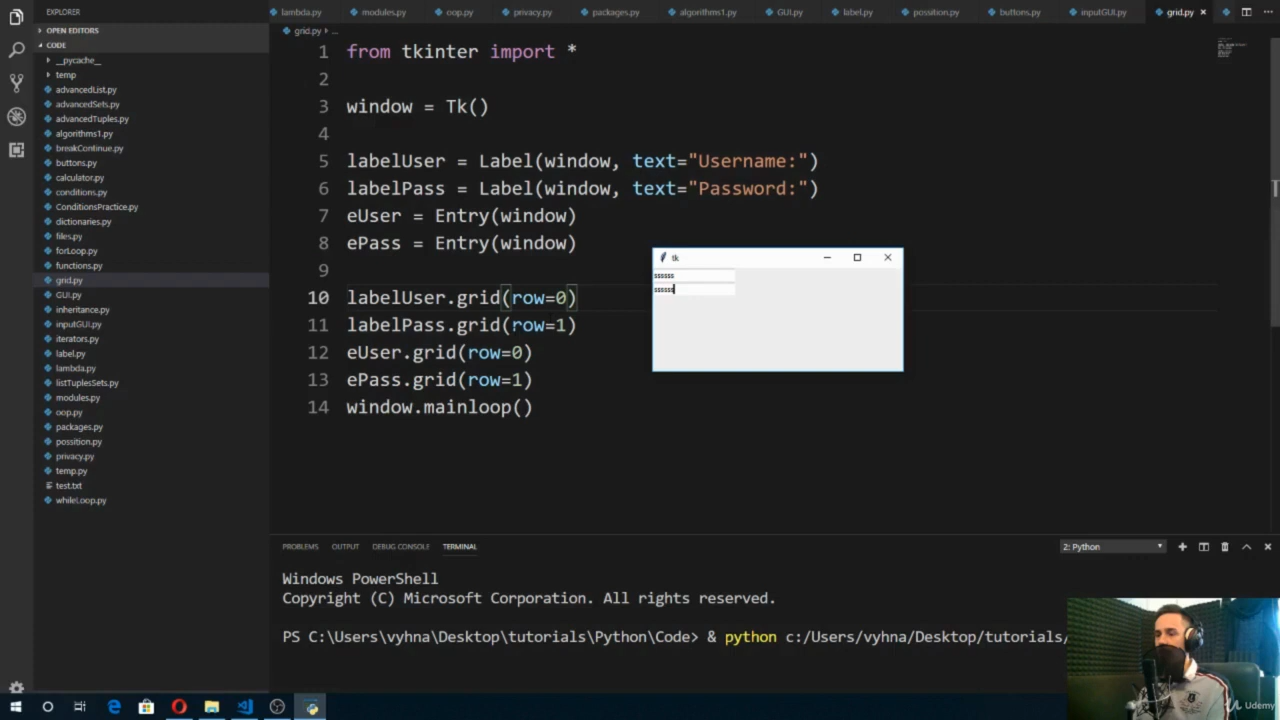 EXPLORER
lambda.py
modules.py
oop.py
privacy.py
packages.py
algorithms1.py
GUI.py
label.py
possition.py
buttons.py
inputGUI.py
grid.py
OPEN EDITORS
CODE
__pycache__
temp
advancedList.py
advancedSets.py
advancedTuples.py
algorithms1.py
breakContinue.py
buttons.py
calculator.py
conditions.py
ConditionsPractice.py
dictionaries.py
files.py
forLoop.py
functions.py
grid.py
GUI.py
inheritance.py
inputGUI.py
iterators.py
label.py
lambda.py
listTuplesSets.py
modules.py
oop.py
packages.py
possition.py
privacy.py
temp.py
test.txt
whileLoop.py
grid.py > ...
1 from tkinter import *
2
3 window = Tk()
4
5 labelUser = Label(window, text="Username:")
6 labelPass = Label(window, text="Password:")
7 eUser = Entry(window)
8 ePass = Entry(window)
9
10 labelUser.grid(row=0)
11 labelPass.grid(row=1)
12 eUser.grid(row=0)
13 ePass.grid(row=1)
14 window.mainloop()
tk
ssssss
ssssss
PROBLEMS OUTPUT DEBUG CONSOLE TERMINAL
2: Python
Windows PowerShell
Copyright (C) Microsoft Corporation. All rights reserved.
PS C:\Users\vyhna\Desktop\tutorials\Python\Code> & python c:/Users/vyhna/Desktop/tutorials/
Udemy